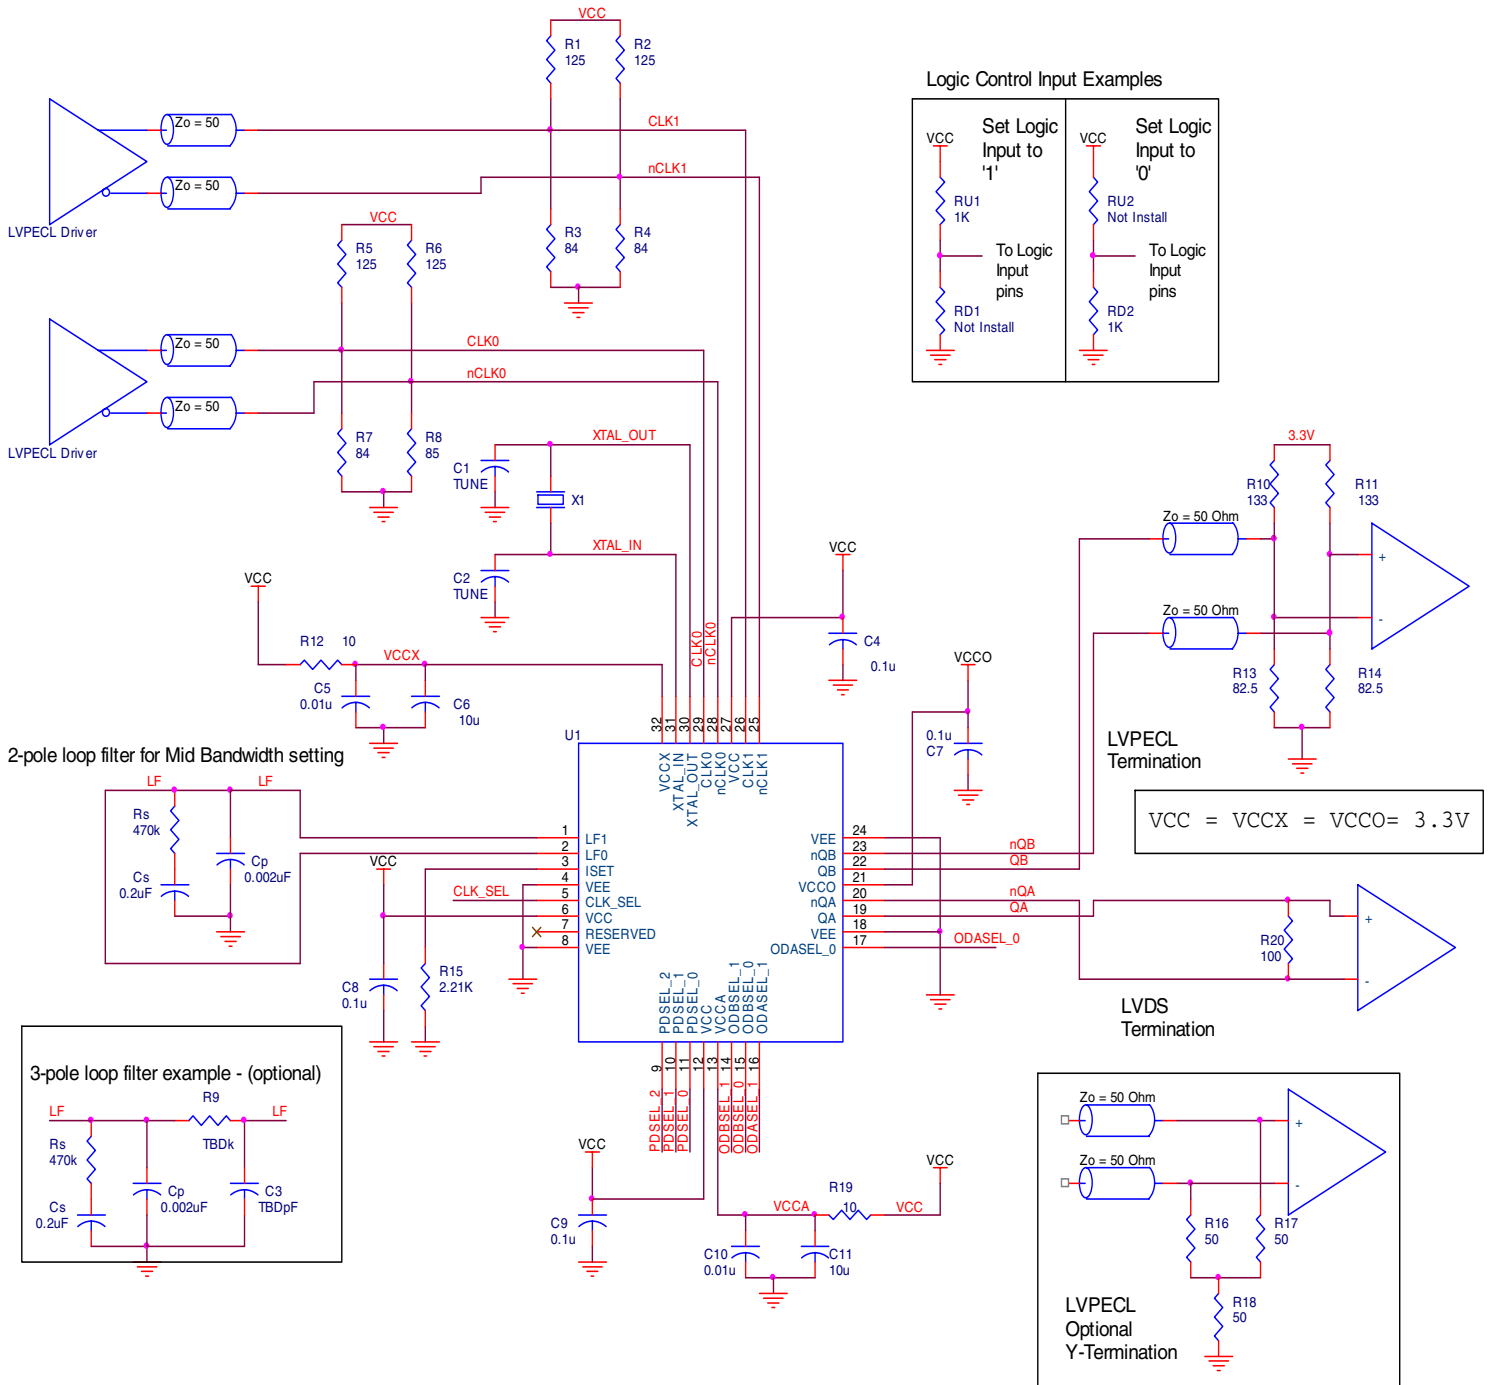 VCC
R1
125
R2
125
Zo = 50
CLK1
Zo = 50
nCLK1
LVPECL Driver
R3
84
R4
84
VCC
R5
125
R6
125
Zo = 50
CLK0
Zo = 50
nCLK0
LVPECL Driver
R7
84
R8
85
Logic Control Input Examples
VCC
Set Logic
Input to
'1'
RU1
1K
To Logic
Input
pins
RD1
Not Install
VCC
Set Logic
Input to
'0'
RU2
Not Install
To Logic
Input
pins
RD2
1K
XTAL_OUT
C1
TUNE
X1
XTAL_IN
C2
TUNE
VCC
R12 10
VCCX
C5
0.01u
C6
10u
CLK0
nCLK0
VCC
C4
0.1u
VCCO
0.1u
C7
3.3V
R10
133
R11
133
Zo = 50 Ohm
+
Zo = 50 Ohm
-
R13
82.5
R14
82.5
LVPECL
Termination
VCC = VCCX = VCCO= 3.3V
2-pole loop filter for Mid Bandwidth setting
LF
LF
Rs
470k
Cp
0.002uF
Cs
0.2uF
U1
32
31
30
29
28
27
26
25
VCCX
XTAL_IN
XTAL_OUT
CLK0
nCLK0
VCC
CLK1
nCLK1
1 LF1
2 LF0
3 ISET
4 VEE
5 CLK_SEL
6 VCC
7 RESERVED
8 VEE
CLK_SEL
VCC
C8
0.1u
R15
2.21K
VEE 24
nQB 23
QB 22
VCCO 21
nQA 20
QA 19
VEE 18
ODASEL_0 17
nQB
QB
nQA
QA
ODASEL_0
R20
100
+
-
LVDS
Termination
PDSEL_2
PDSEL_1
PDSEL_0
VCC
VCCA
ODBSEL_1
ODBSEL_0
ODASEL_1
9
10
11
12
13
14
15
16
PDSEL_2
PDSEL_1
PDSEL_0
ODBSEL_1
ODBSEL_0
ODASEL_1
3-pole loop filter example - (optional)
LF
R9
TBDk
LF
Rs
470k
Cs
0.2uF
Cp
0.002uF
C3
TBDpF
VCC
C9
0.1u
VCCA
R19
10
VCC
VCC
C10
0.01u
C11
10u
Zo = 50 Ohm
+
Zo = 50 Ohm
-
R16
50
R17
50
R18
50
LVPECL
Optional
Y-Termination